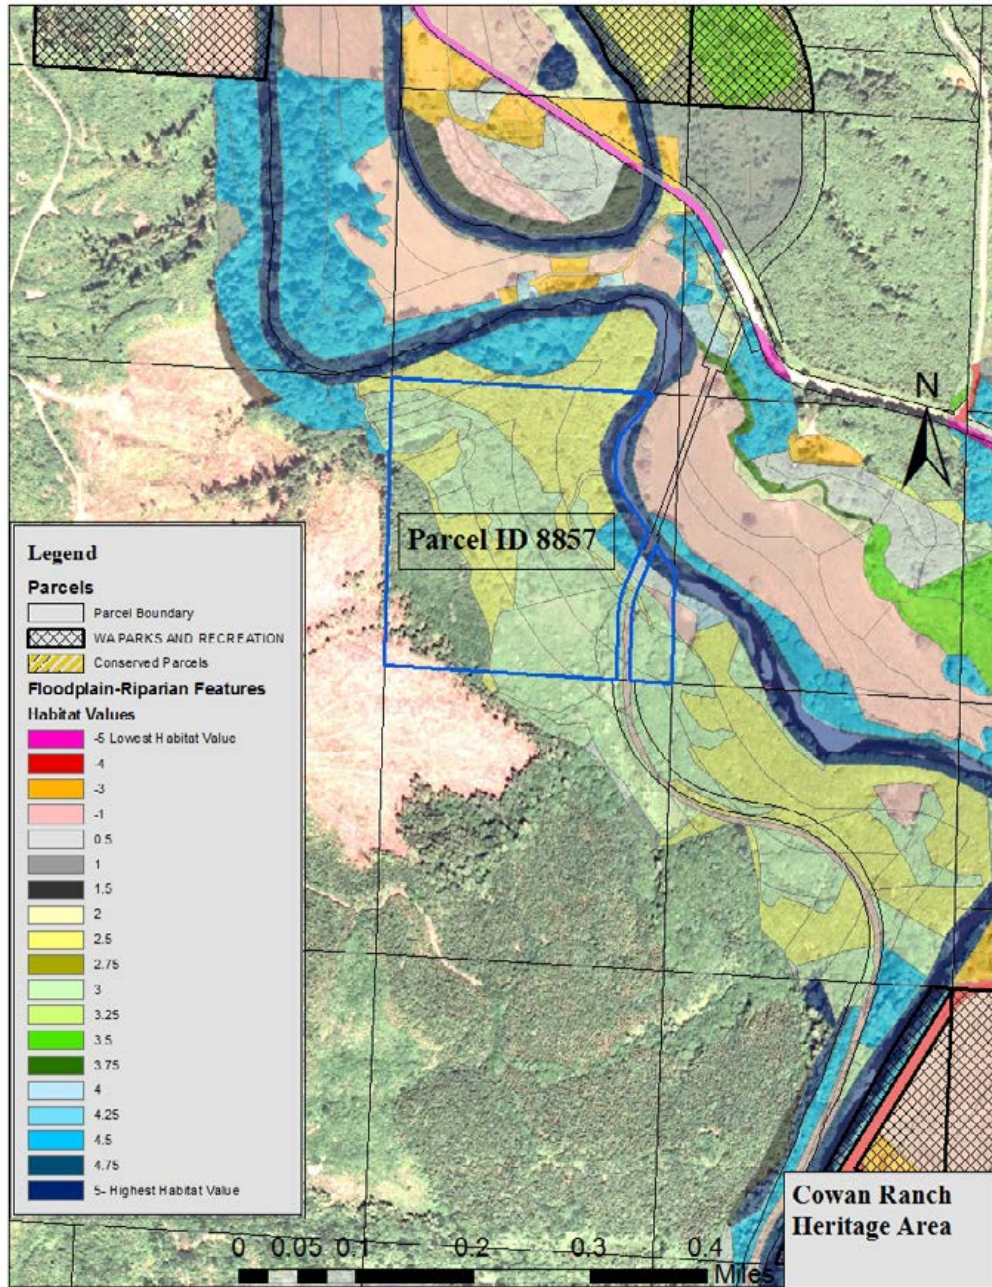 N
Parcel ID 8857
Legend
Parcels
Parcel Boundary
WA PARKS AND RECREATION
Conserved Parcels
Floodplain-Riparian Features
Habitat Values
-5 Lowest Habitat Value
-4
-3
-1
0.5
1
1.5
2
2.5
2.75
3
3.25
3.5
3.75
4
4.25
4.5
4.75
5- Highest Habitat Value
Cowan Ranch
Heritage Area
0 0.05 0.1 0.2 0.3 0.4
Miles